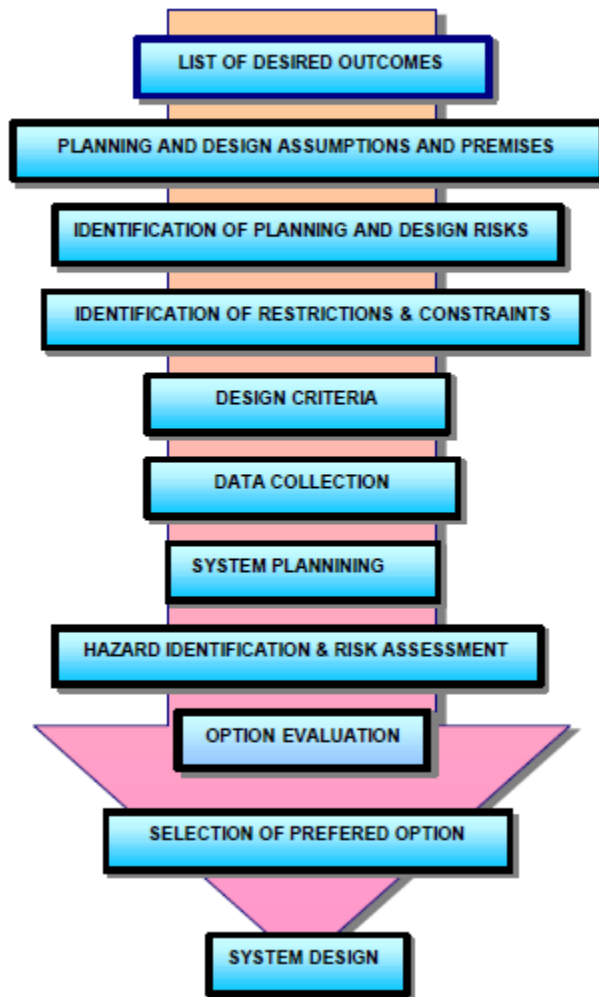 LIST OF DESIRED OUTCOMES
PLANNING AND DESIGN ASSUMPTIONS AND PREMISES
IDENTIFICATION OF PLANNING AND DESIGN RISKS
IDENTIFICATION OF RESTRICTIONS & CONSTRAINTS
DESIGN CRITERIA
DATA COLLECTION
SYSTEM PLANNINING
HAZARD IDENTIFICATION & RISK ASSESSMENT
OPTION EVALUATION
SELECTION OF PREFERED OPTION
SYSTEM DESIGN